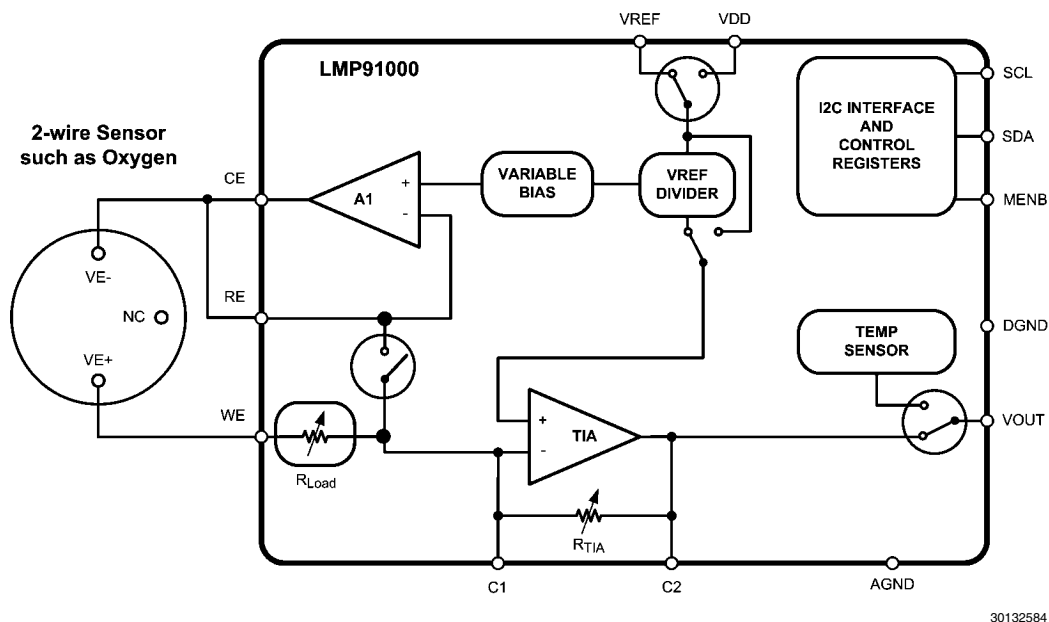 VREF
VDD
LMP91000
SCL
I2C INTERFACE
AND
CONTROL
REGISTERS
SDA
MENB
2-wire Sensor
such as Oxygen
CE
A1
+
-
VARIABLE
BIAS
VREF
DIVIDER
VE-
NC
VE+
RE
DGND
TEMP
SENSOR
WE
RLoad
+
-
TIA
VOUT
RTIA
C1
C2
AGND
30132584